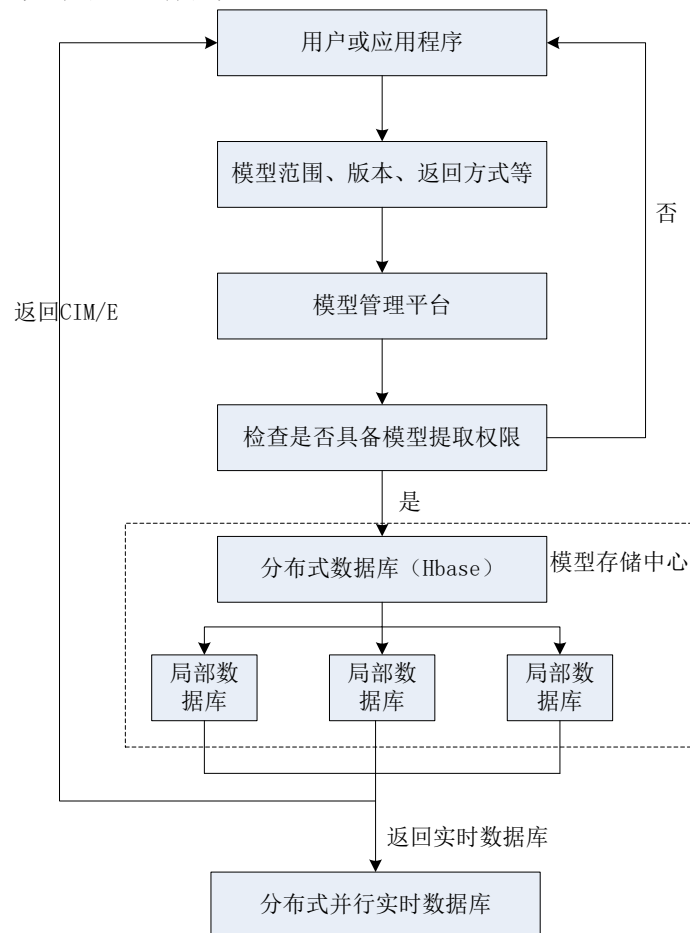 用户或应用程序
模型范围、版本、返回方式等
否
模型管理平台
返回CIM/E
检查是否具备模型提取权限
是
分布式数据库（Hbase）
模型存储中心
局部数
据库
局部数
据库
局部数
据库
返回实时数据库
分布式并行实时数据库